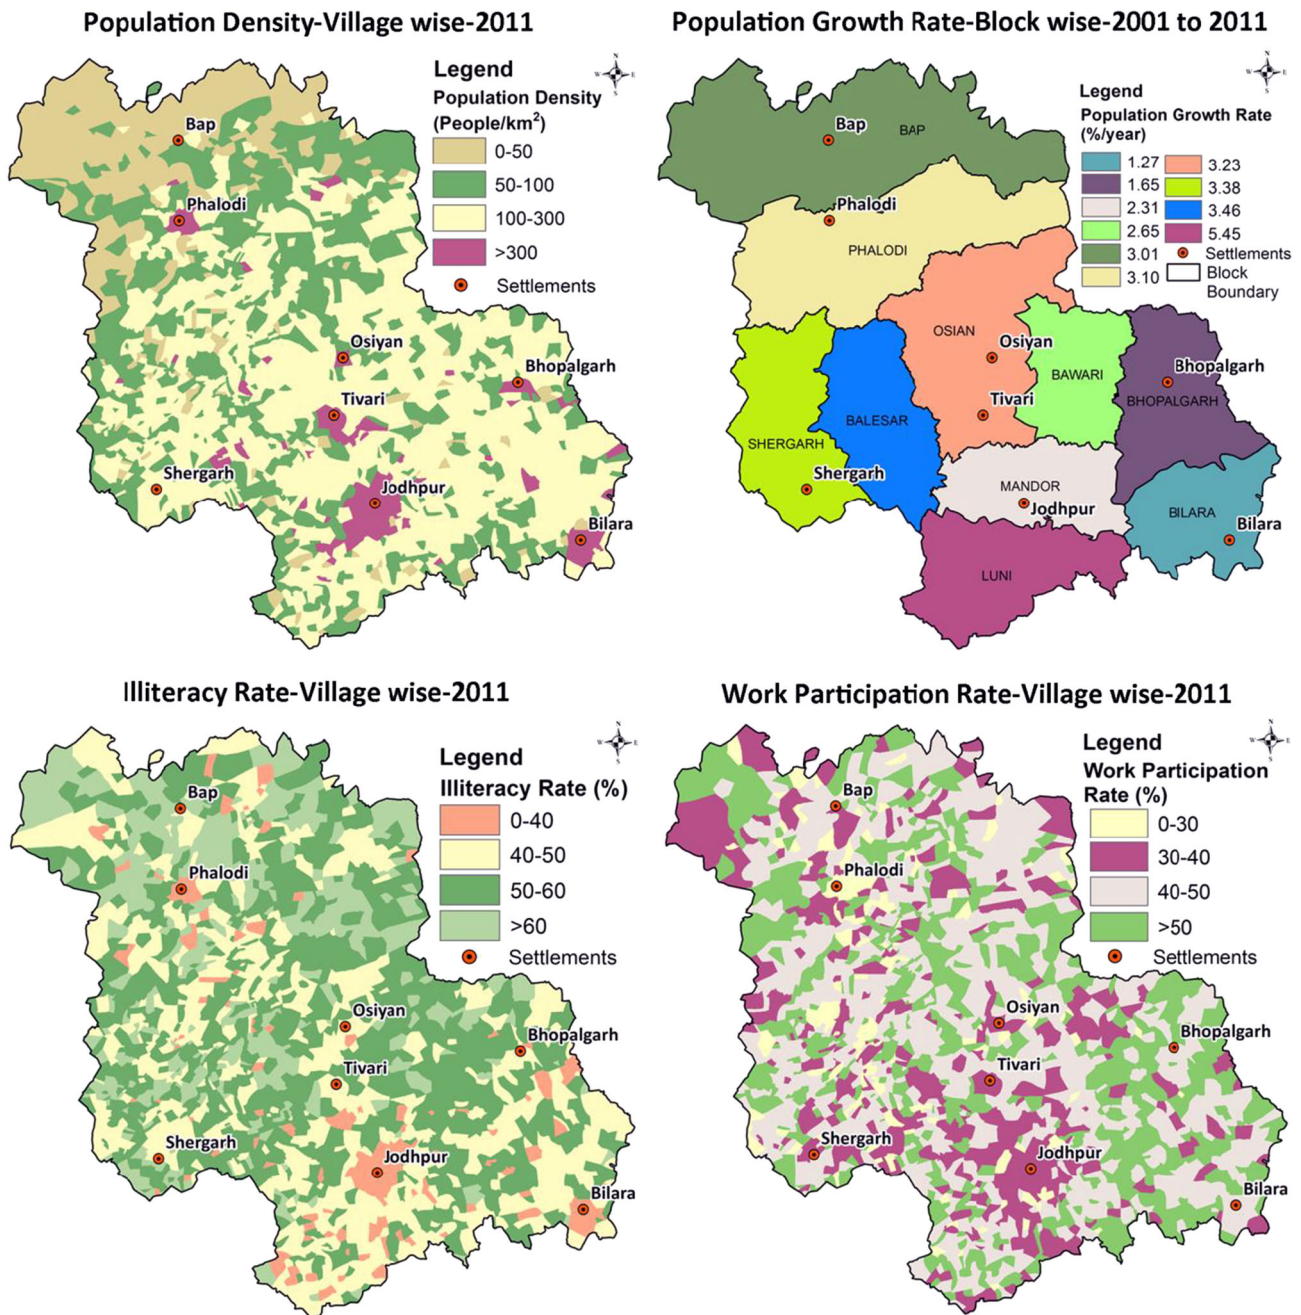 Population Density-Village wise-2011
N
W E
S
Legend
Population Density
(People/km²)
0-50
50-100
100-300
>300
Settlements
Bap
Phalodi
Osiyan
Bhopalgarh
Tivari
Shergarh
Jodhpur
Bilara
Population Growth Rate-Block wise-2001 to 2011
N
W E
S
Legend
Population Growth Rate
(%/year)
1.27
1.65
2.31
2.65
3.01
3.10
3.23
3.38
3.46
5.45
Settlements
Block
Boundary
Bap
BAP
Phalodi
PHALODI
OSIAN
Osiyan
Bhopalgarh
BAWARI
BHOPALGARH
Tivari
BALESAR
SHERGARH
Shergarh
MANDOR
Jodhpur
BILARA
Bilara
LUNI
Illiteracy Rate-Village wise-2011
N
W E
S
Legend
Illiteracy Rate (%)
0-40
40-50
50-60
>60
Settlements
Bap
Phalodi
Osiyan
Bhopalgarh
Tivari
Shergarh
Jodhpur
Bilara
Work Participation Rate-Village wise-2011
N
W E
S
Legend
Work Participation
Rate (%)
0-30
30-40
40-50
>50
Settlements
Bap
Phalodi
Osiyan
Bhopalgarh
Tivari
Shergarh
Jodhpur
Bilara